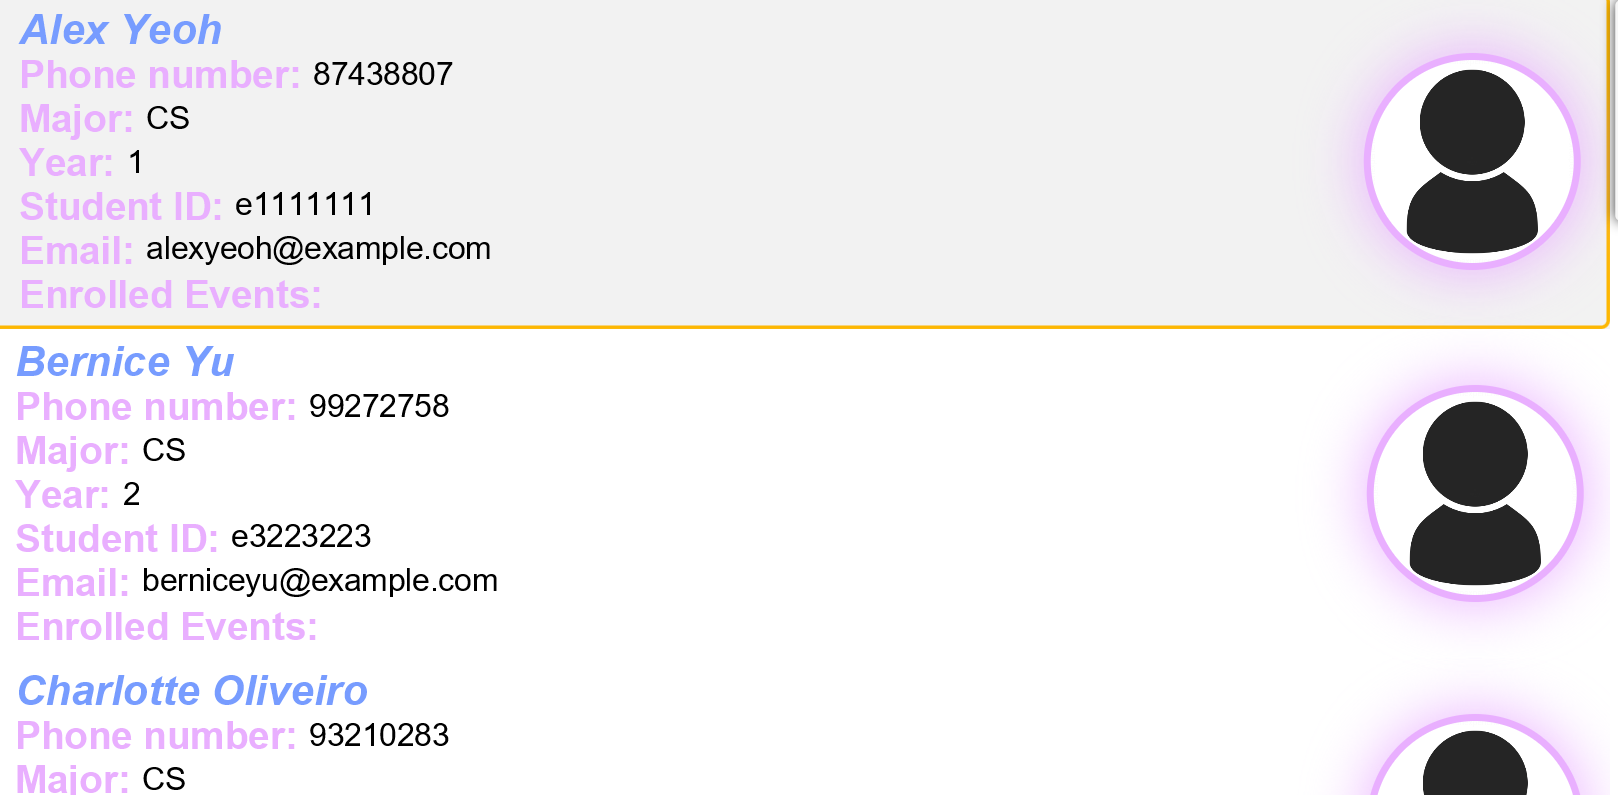 Alex Yeoh
Phone number: 87438807
Major: CS
Year: 1
Student ID: e1111111
Email: alexyeoh@example.com
Enrolled Events:
Bernice Yu
Phone number: 99272758
Major: CS
Year: 2
Student ID: e3223223
Email: berniceyu@example.com
Enrolled Events:
Charlotte Oliveiro
Phone number: 93210283
Major: CS